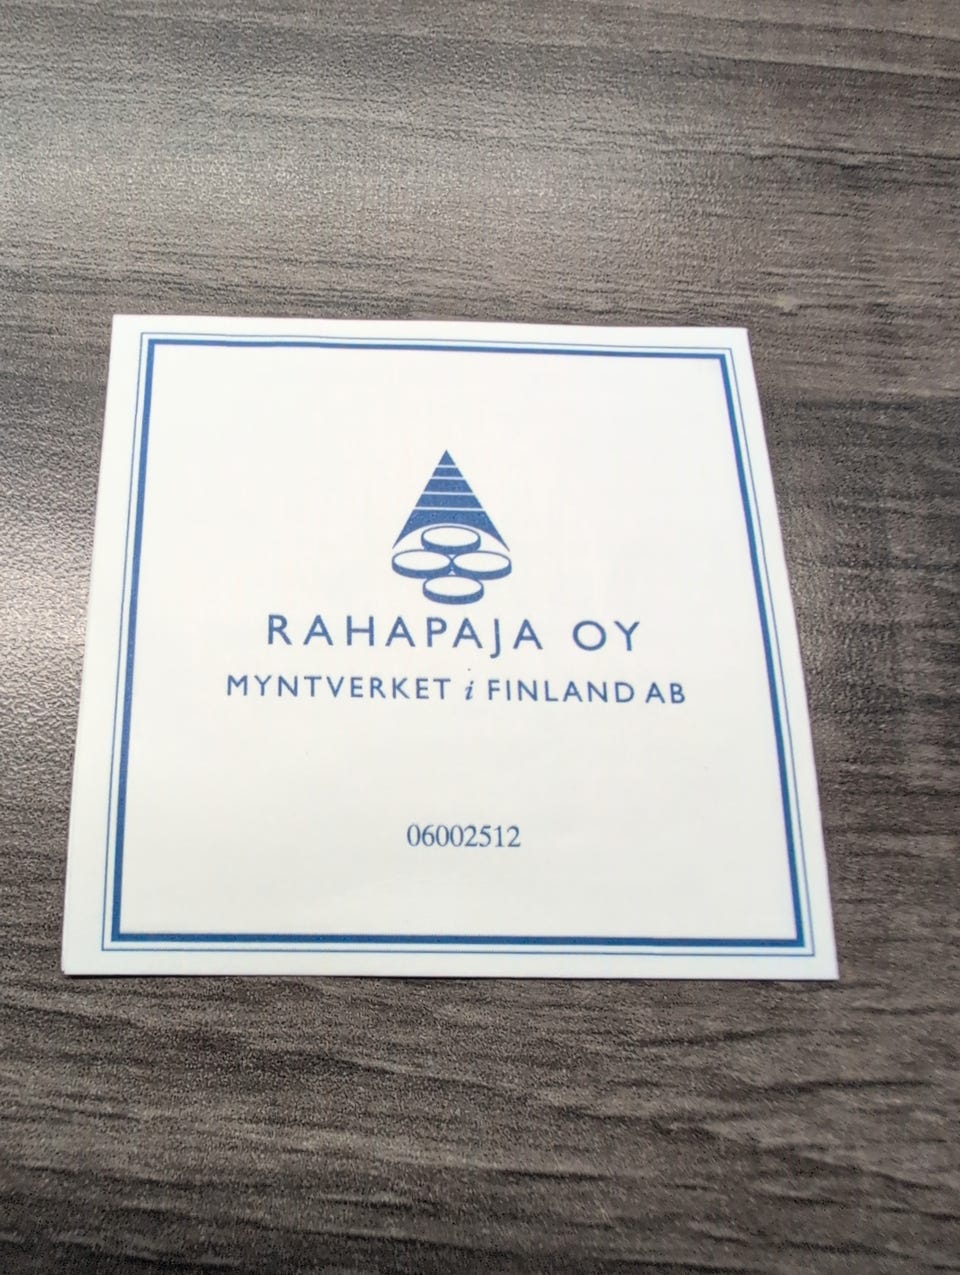 RAHAPAJA OY
MYNTVERKET i FINLAND AB
06002512